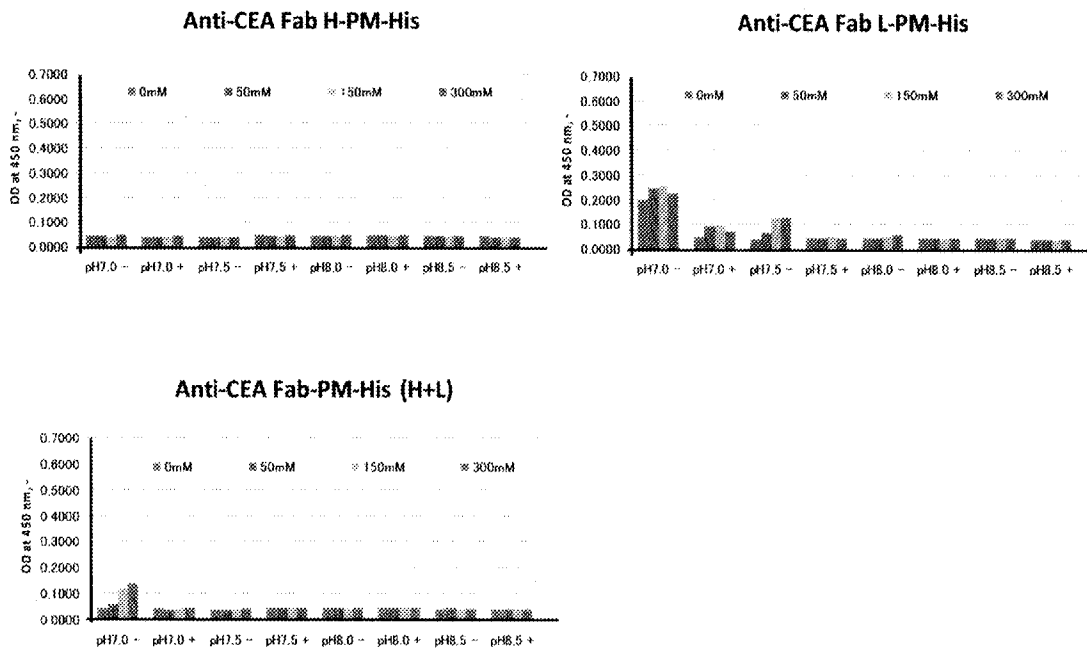 Anti-CEA Fab H-PM-His
OD at 450 nm, -
0.7000
0.6000
0.5000
0.4000
0.3000
0.2000
0.1000
0.0000
0mM 50mM 150mM 300mM
pH7.0 - pH7.0 + pH7.5 - pH7.5 + pH8.0 - pH8.0 + pH8.5 - pH8.5 +
Anti-CEA Fab L-PM-His
OD at 450 nm, -
0.7000
0.6000
0.5000
0.4000
0.3000
0.2000
0.1000
0.0000
0mM 50mM 150mM 300mM
pH7.0 - pH7.0 + pH7.5 - pH7.5 + pH8.0 - pH8.0 + pH8.5 - pH8.5 +
Anti-CEA Fab-PM-His (H+L)
OD at 450 nm, -
0.7000
0.6000
0.5000
0.4000
0.3000
0.2000
0.1000
0.0000
0mM 50mM 150mM 300mM
pH7.0 - pH7.0 + pH7.5 - pH7.5 + pH8.0 - pH8.0 + pH8.5 - pH8.5 +